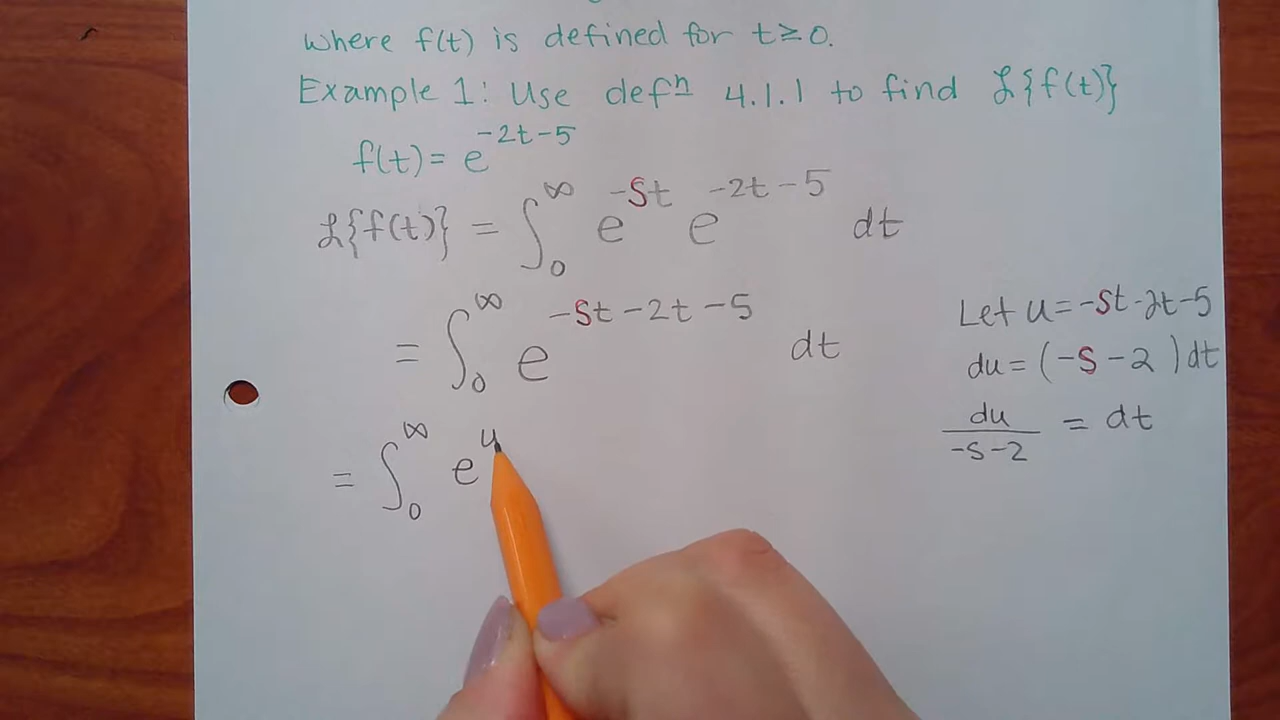 where f(t) is defined for t≥0.
Example 1: Use defⁿ 4.1.1 to find ℒ{f(t)}
f(t) = e^{-2t-5}
ℒ{f(t)} = ∫₀^∞ e^{-st} e^{-2t-5} dt
= ∫₀^∞ e^{-st-2t-5} dt
= ∫₀^∞ e^u
Let u = -st-2t-5
du = (-s-2)dt
du/(-s-2) = dt